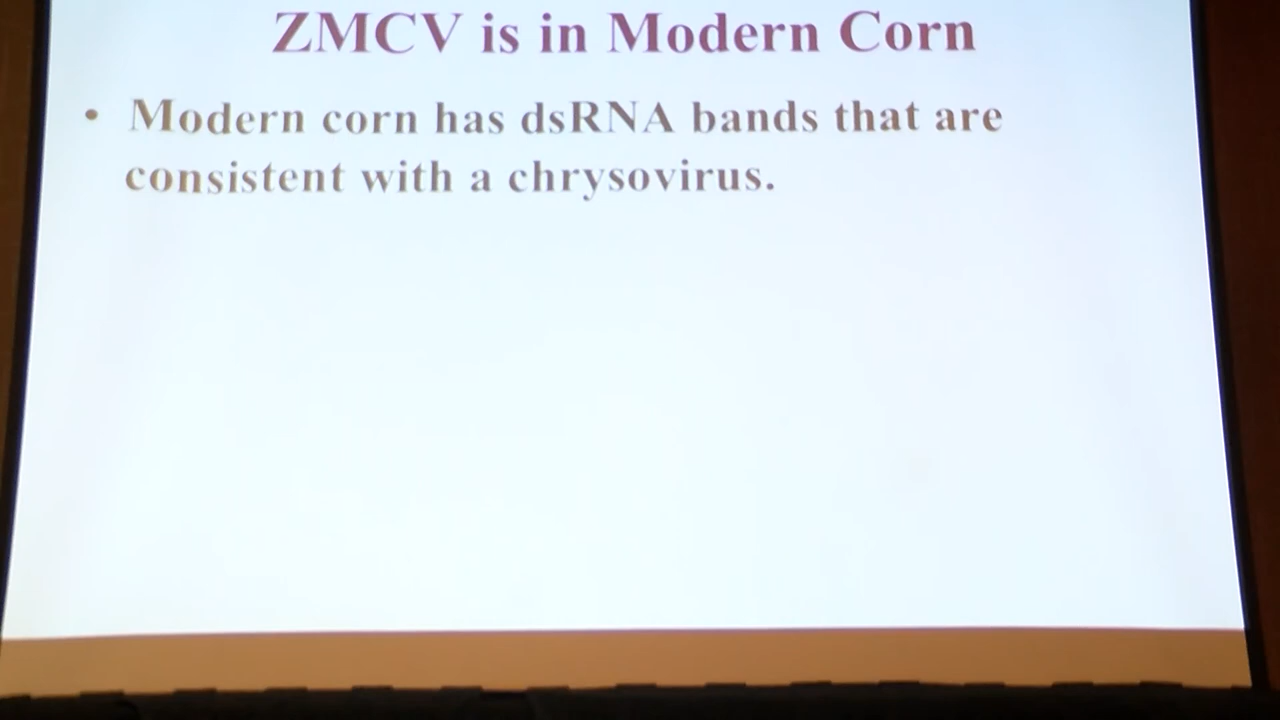 ZMCV is in Modern Corn
• Modern corn has dsRNA bands that are
consistent with a chrysovirus.